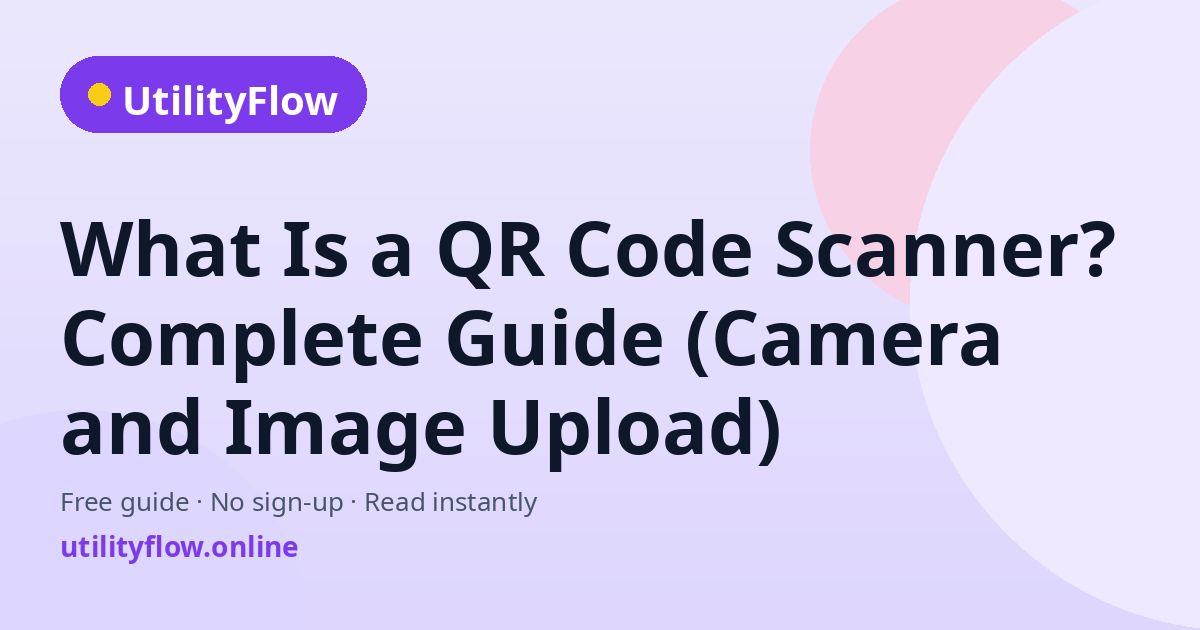 UtilityFlow
What Is a QR Code Scanner?
Complete Guide (Camera
and Image Upload)
Free guide · No sign-up · Read instantly
utilityflow.online